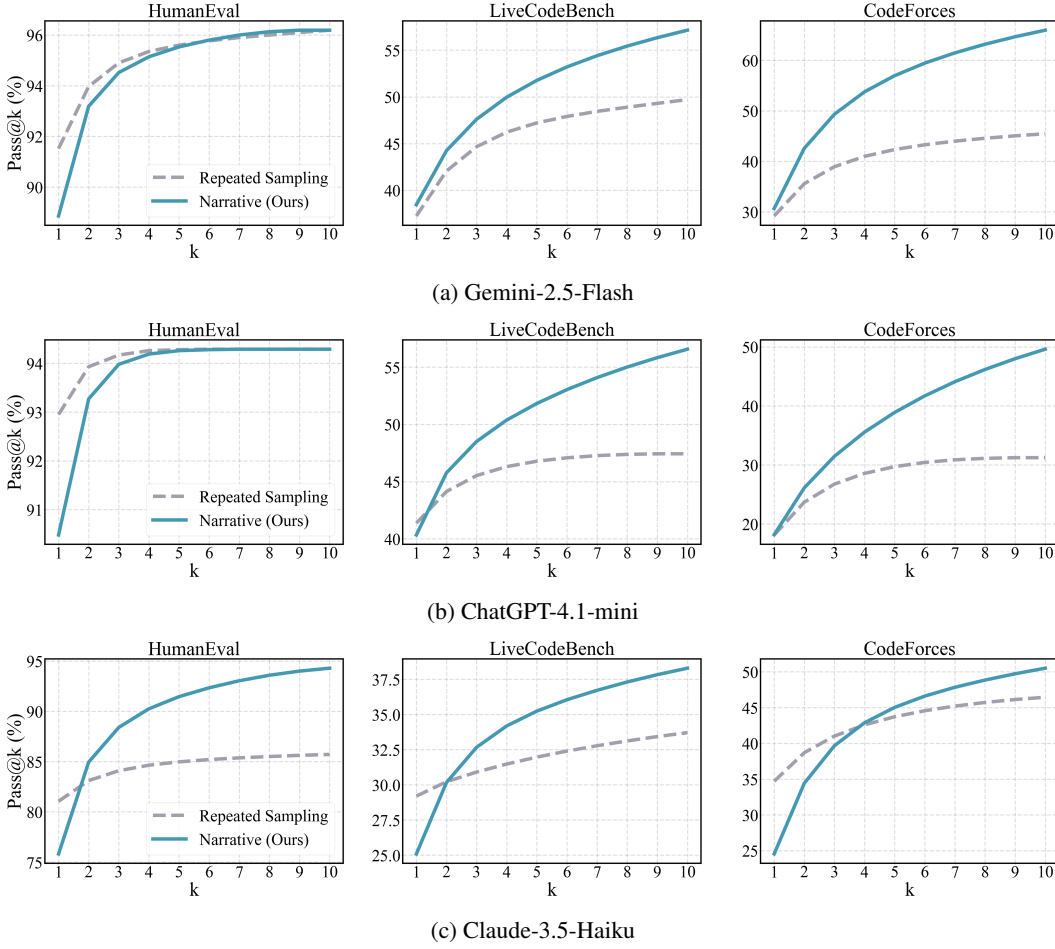 HumanEval LiveCodeBench CodeForces
96 94 92 90
Pass@k (%)
Repeated Sampling
Narrative (Ours)
1 2 3 4 5 6 7 8 9 10
k
55 50 45 40
1 2 3 4 5 6 7 8 9 10
k
60 50 40 30
1 2 3 4 5 6 7 8 9 10
k
(a) Gemini-2.5-Flash
HumanEval LiveCodeBench CodeForces
94 93 92 91
Pass@k (%)
Repeated Sampling
Narrative (Ours)
1 2 3 4 5 6 7 8 9 10
k
55 50 45 40
1 2 3 4 5 6 7 8 9 10
k
50 40 30 20
1 2 3 4 5 6 7 8 9 10
k
(b) ChatGPT-4.1-mini
HumanEval LiveCodeBench CodeForces
95 90 85 80 75
Pass@k (%)
Repeated Sampling
Narrative (Ours)
1 2 3 4 5 6 7 8 9 10
k
37.5 35.0 32.5 30.0 27.5 25.0
1 2 3 4 5 6 7 8 9 10
k
50 45 40 35 30 25
1 2 3 4 5 6 7 8 9 10
k
(c) Claude-3.5-Haiku